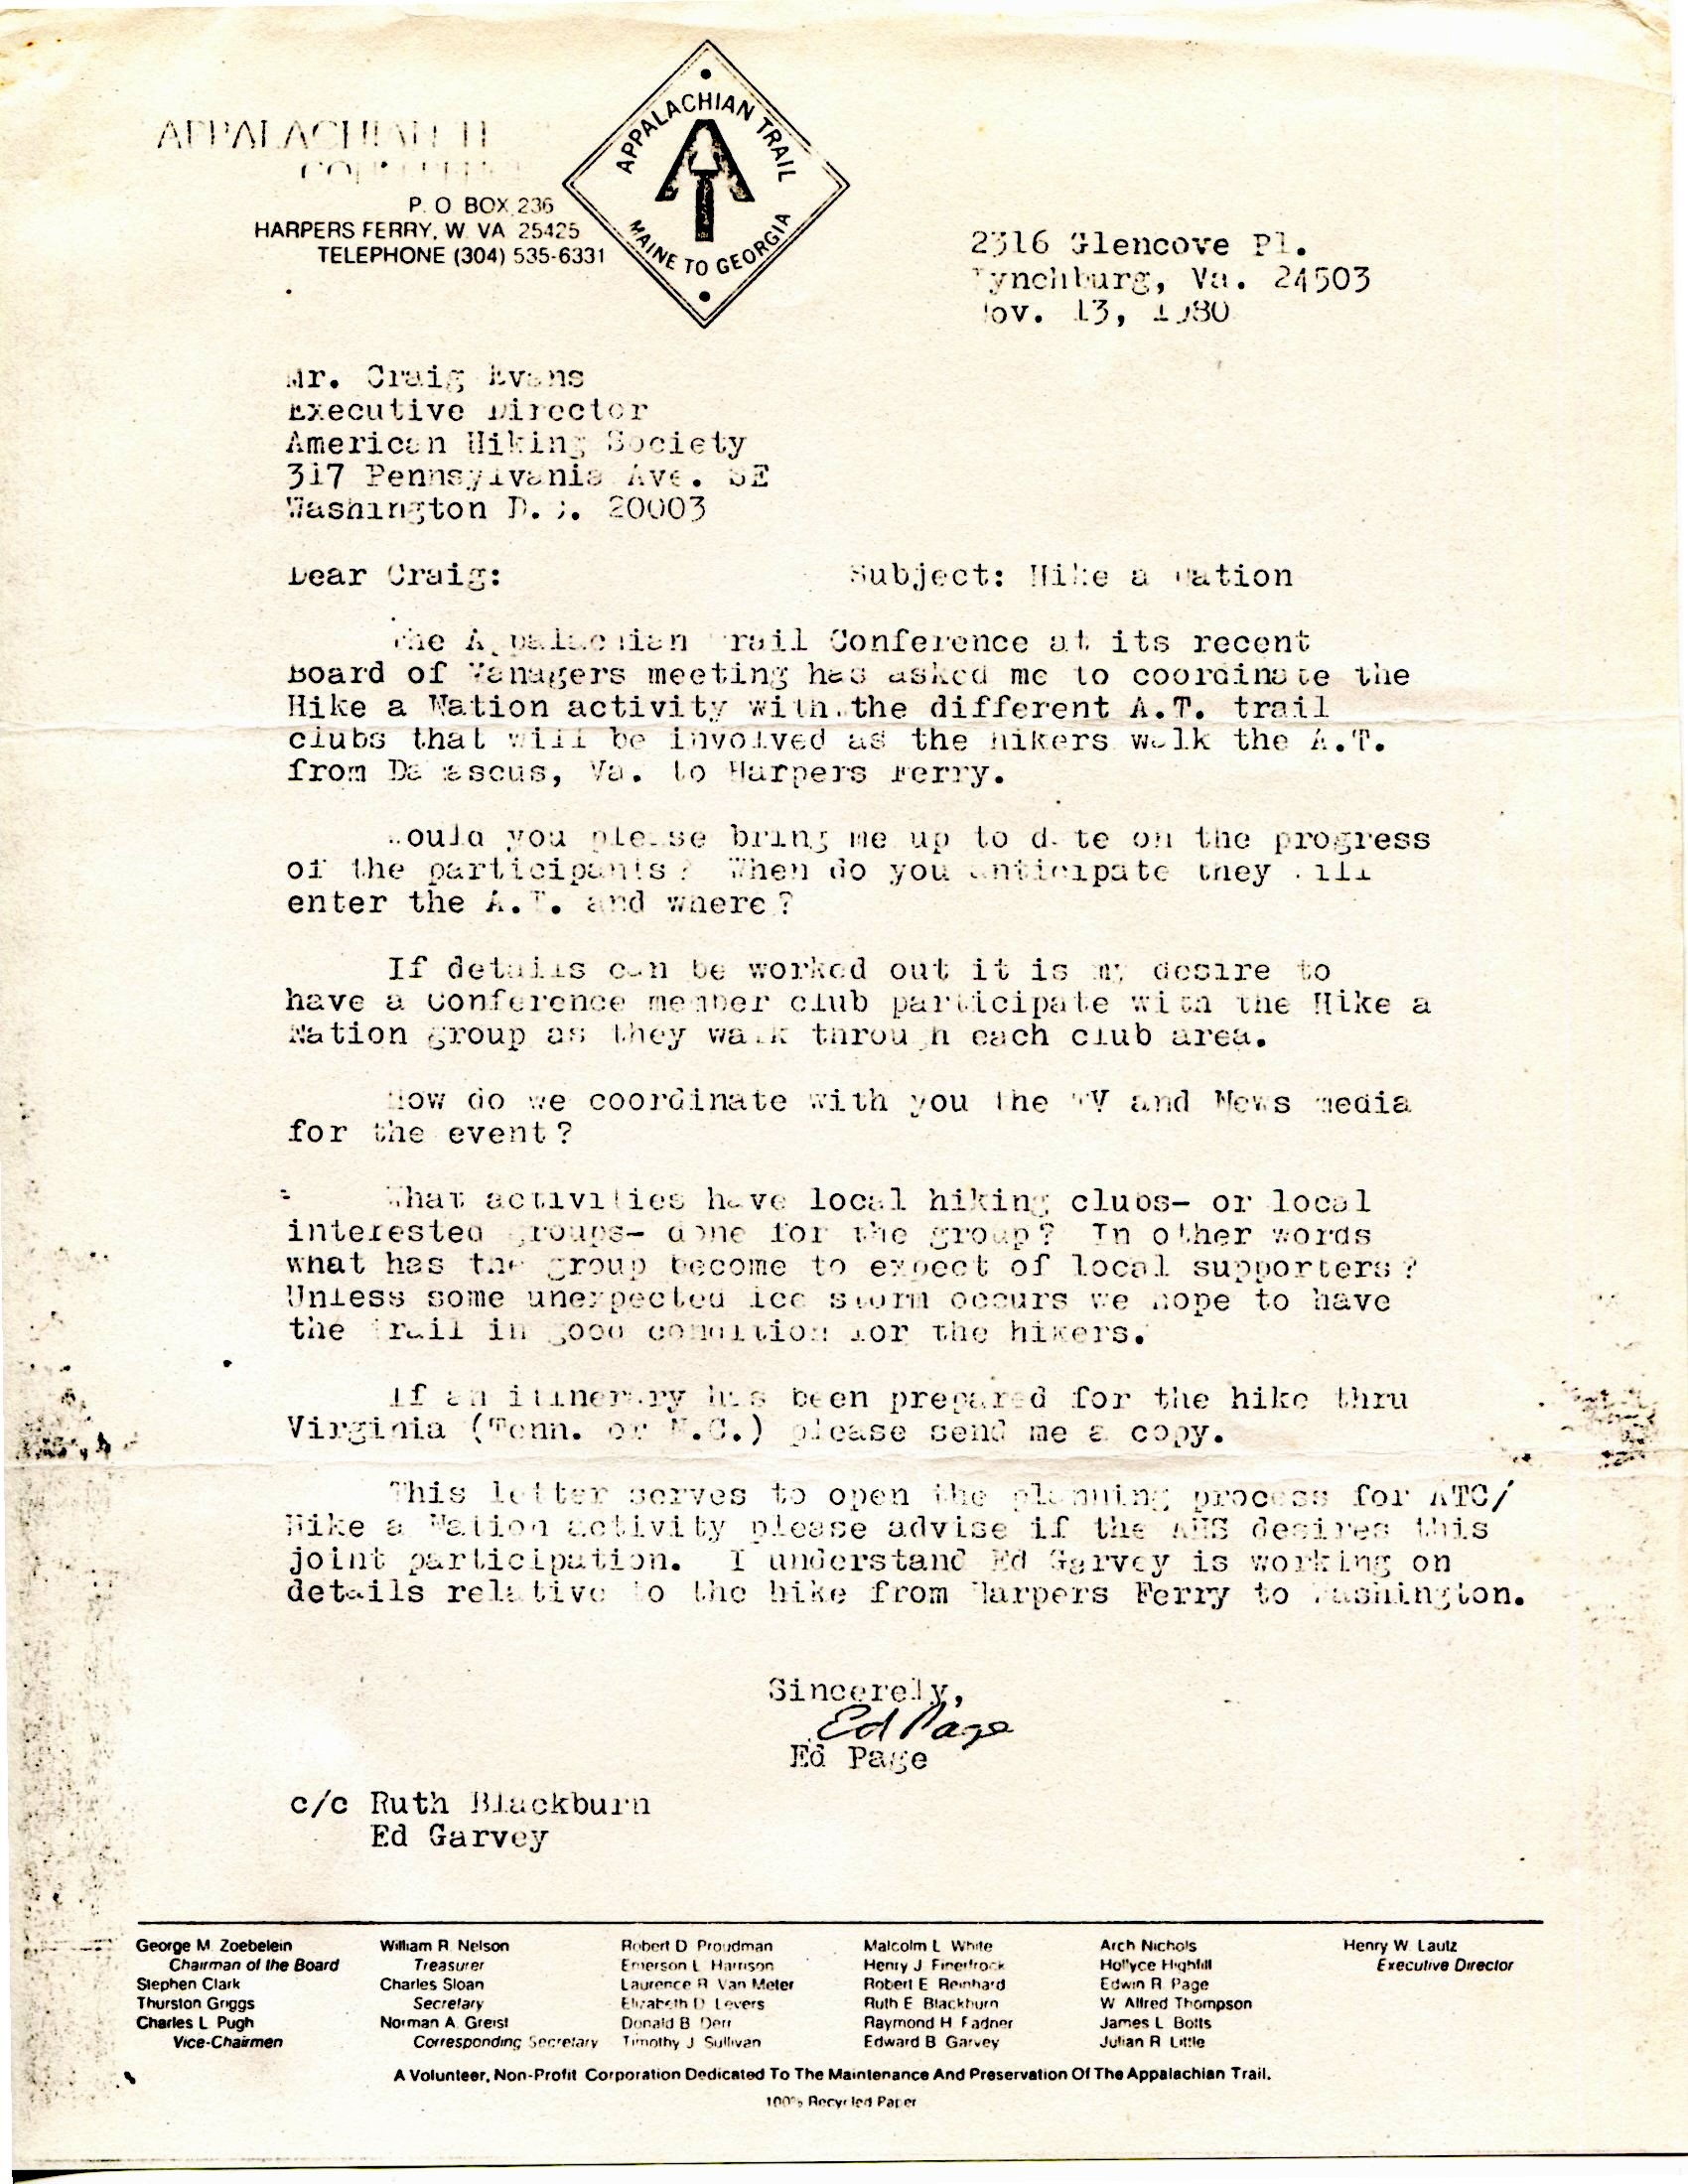 APPALACHIAN TRAIL
CONFERENCE
P. O. BOX 236
HARPERS FERRY, W. VA. 25425
TELEPHONE (304) 535-6331
APPALACHIAN TRAIL
MAINE TO GEORGIA
2316 Glencove Pl.
Lynchburg, Va. 24503
Nov. 13, 1980
Mr. Craig Evans
Executive Director
American Hiking Society
317 Pennsylvania Ave. SE
Washington D.C. 20003
Dear Craig:
Subject: Hike a Nation
The Appalachian Trail Conference at its recent
Board of Managers meeting has asked me to coordinate the
Hike a Nation activity with the different A.T. trail
clubs that will be involved as the hikers walk the A.T.
from Damascus, Va. to Harpers Ferry.
Would you please bring me up to date on the progress
of the participants? When do you anticipate they will
enter the A.T. and where?
If details can be worked out it is my desire to
have a Conference member club participate with the Hike a
Nation group as they walk through each club area.
How do we coordinate with you the TV and News media
for the event?
What activities have local hiking clubs- or local
interested groups- done for the group? In other words
what has the group become to expect of local supporters?
Unless some unexpected ice storm occurs we hope to have
the trail in good condition for the hikers.
If an itinerary has been prepared for the hike thru
Virginia (Tenn. or N.C.) please send me a copy.
This letter serves to open the planning process for ATC/
Hike a Nation activity please advise if the AHS desires this
joint participation. I understand Ed Garvey is working on
details relative to the hike from Harpers Ferry to Washington.
Sincerely,
Ed Page
Ed Page
c/c Ruth Blackburn
Ed Garvey
George M. Zoebelein William R. Nelson Robert D. Proudman Malcolm L. White Arch Nichols Henry W. Lautz
Chairman of the Board Treasurer Emerson L. Harrison Henry J. Finerfrock Hollyce Highfill Executive Director
Stephen Clark Charles Sloan Laurence R. Van Meter Robert E. Reinhard Edwin R. Page
Thurston Griggs Secretary Elizabeth D. Levers Ruth E. Blackburn W. Alfred Thompson
Charles L. Pugh Norman A. Greist Donald B. Derr Raymond H. Fadner James L. Botts
Vice-Chairmen Corresponding Secretary Timothy J. Sullivan Edward B. Garvey Julian R. Little
A Volunteer, Non-Profit Corporation Dedicated To The Maintenance And Preservation Of The Appalachian Trail.
100% Recycled Paper